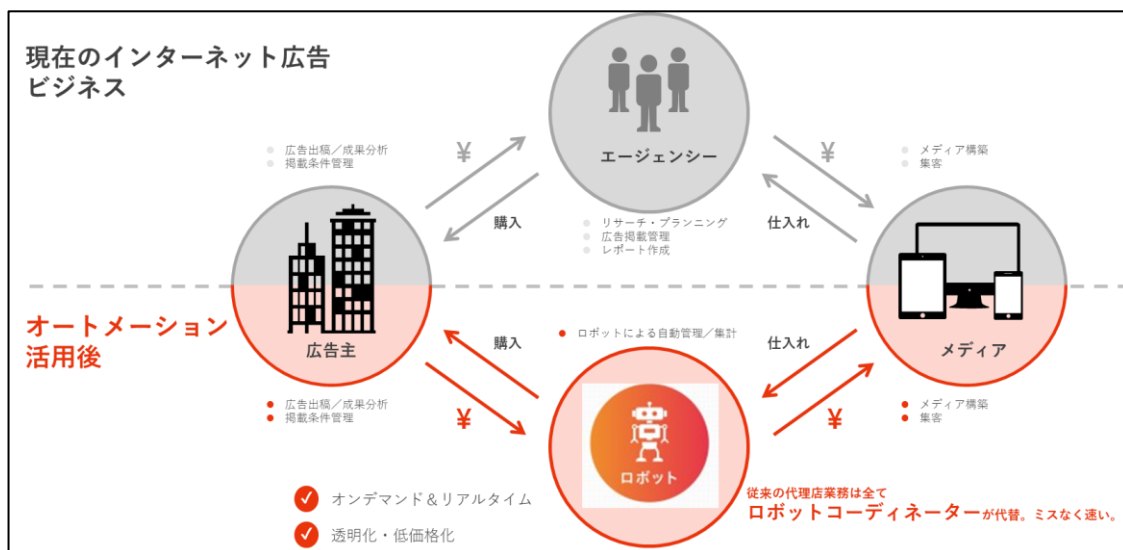 現在のインターネット広告
ビジネス
エージェンシー
広告出稿／成果分析
掲載条件管理
¥
¥
メディア構築
集客
購入
リサーチ・プランニング
広告掲載管理
レポート作成
仕入れ
オートメーション
活用後
広告主
購入
ロボットによる自動管理／集計
仕入れ
メディア
広告出稿／成果分析
掲載条件管理
¥
ロボット
¥
メディア構築
集客
オンデマンド＆リアルタイム
透明化・低価格化
従来の代理店業務は全て
ロボットコーディネーターが代替。ミスなく速い。